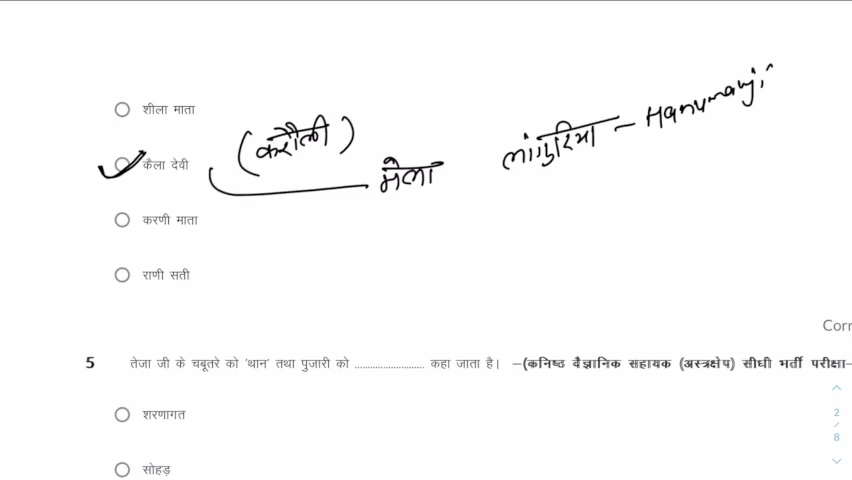 शीला माता
(करौली)
लांगुरिया - Hanumanji
कैला देवी
मेला
करणी माता
राणी सती
Corr
5 तेजा जी के चबूतरे को 'थान' तथा पुजारी को ........................ कहा जाता है। –(कनिष्ठ वैज्ञानिक सहायक (अस्त्रक्षेप) सीधी भर्ती परीक्षा-
शरणागत
2
/
8
सोहड़